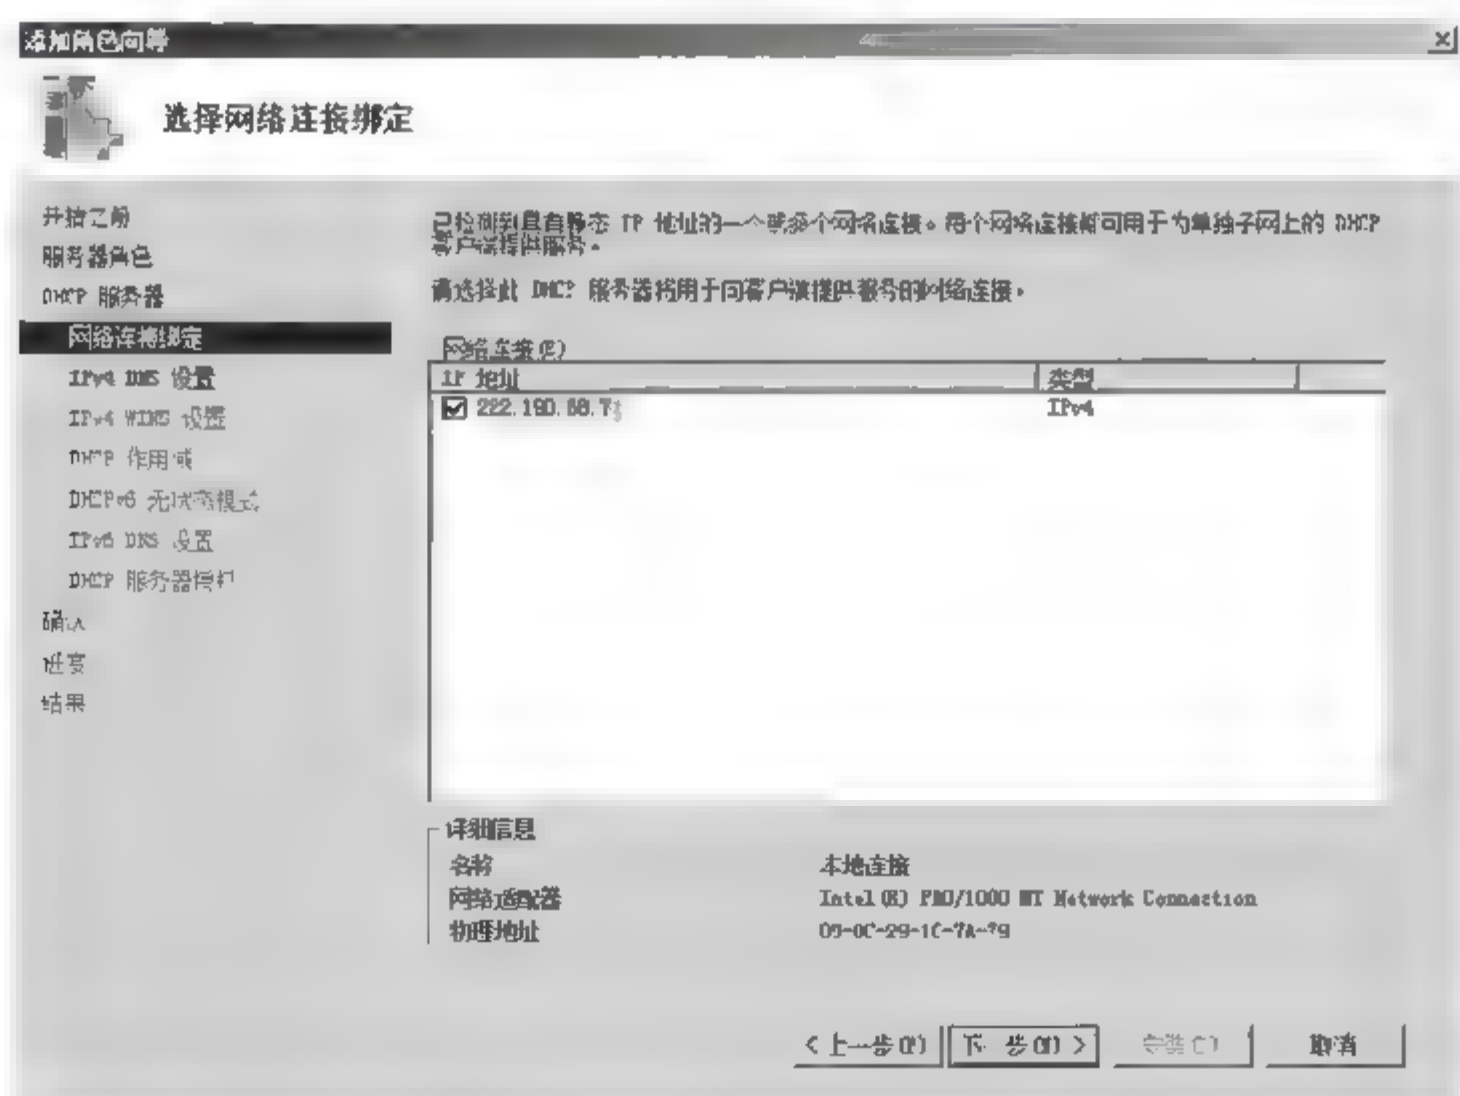 添加角色向导
选择网络连接绑定
开始之前
服务器角色
DHCP 服务器
网络连接绑定
IPv4 DNS 设置
IPv4 WINS 设置
DHCP 作用域
DHCPv6 无状态模式
IPv6 DNS 设置
DHCP 服务器授权
确认
进度
结果
已检测到具有静态 IP 地址的一个或多个网络连接。每个网络连接都可用于为单独子网上的 DHCP
客户端提供服务。
请选择此 DHCP 服务器将用于向客户端提供服务的网络连接。
网络连接(E)
IP 地址 类型
IPv4
详细信息
名称 本地连接
网络适配器 Intel(R) PRO/1000 MT Network Connection
物理地址
< 上一步(P) 下一步(N) > 安装(I) 取消